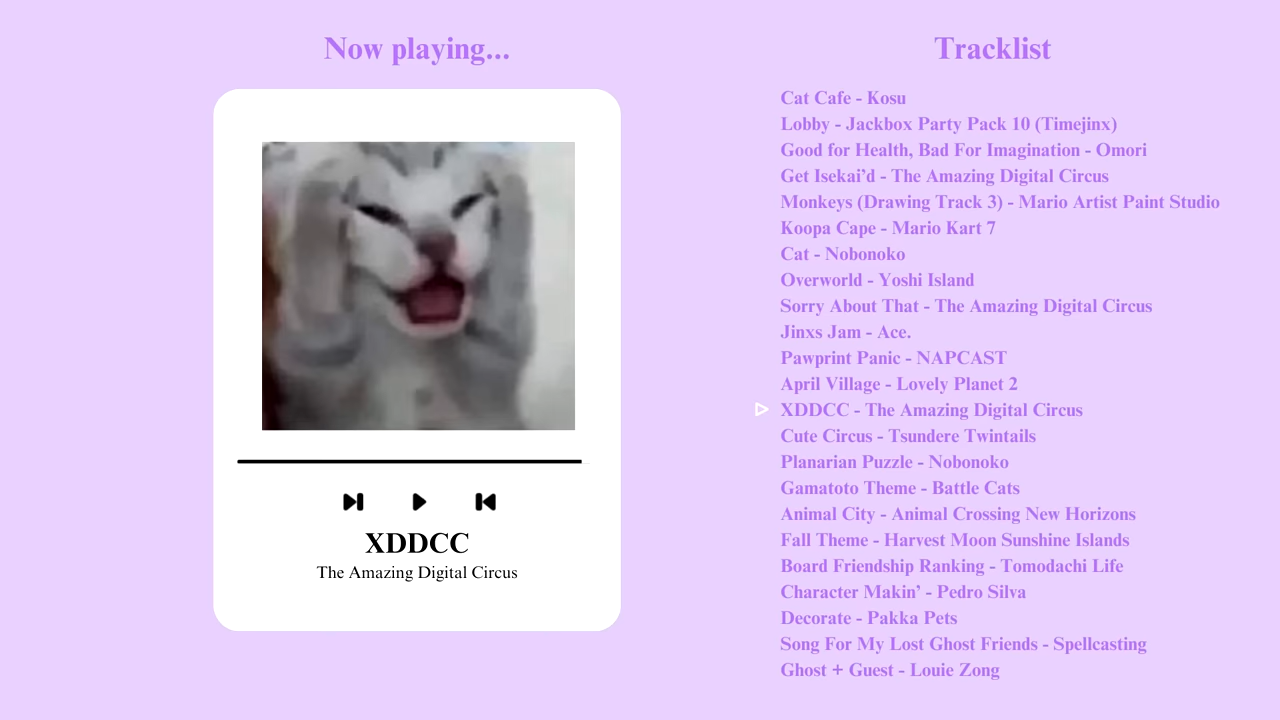 Now playing...
XDDCC
The Amazing Digital Circus
Tracklist
Cat Cafe - Kosu
Lobby - Jackbox Party Pack 10 (Timejinx)
Good for Health, Bad For Imagination - Omori
Get Isekai’d - The Amazing Digital Circus
Monkeys (Drawing Track 3) - Mario Artist Paint Studio
Koopa Cape - Mario Kart 7
Cat - Nobonoko
Overworld - Yoshi Island
Sorry About That - The Amazing Digital Circus
Jinxs Jam - Ace.
Pawprint Panic - NAPCAST
April Village - Lovely Planet 2
XDDCC - The Amazing Digital Circus
Cute Circus - Tsundere Twintails
Planarian Puzzle - Nobonoko
Gamatoto Theme - Battle Cats
Animal City - Animal Crossing New Horizons
Fall Theme - Harvest Moon Sunshine Islands
Board Friendship Ranking - Tomodachi Life
Character Makin’ - Pedro Silva
Decorate - Pakka Pets
Song For My Lost Ghost Friends - Spellcasting
Ghost + Guest - Louie Zong